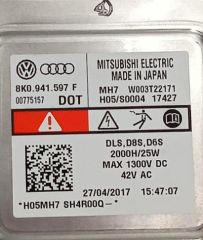 8K0.941.597 F
00775157 DOT
MITSUBISHI ELECTRIC
MADE IN JAPAN
MH7 W003T22171
H05/S0004 17427
DLS,D8S,D6S
2000H/25W
MAX 1300V DC
42V AC
27/04/2017 15:47:07
*H05MH7 SH4R00Q—*